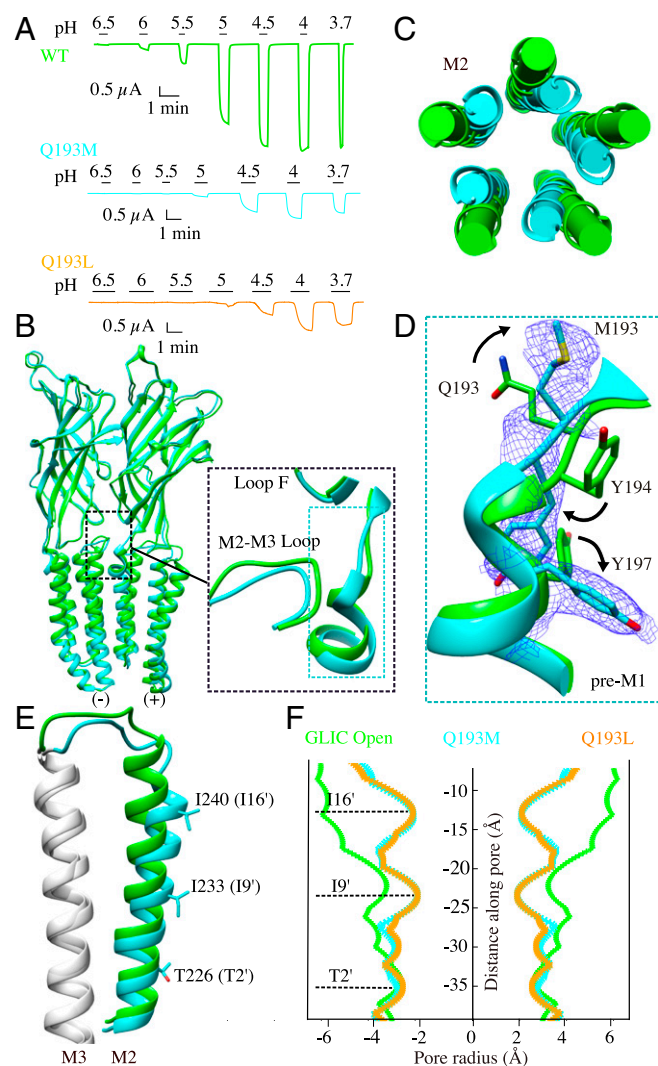 A
pH 6.5 6 5.5 5 4.5 4 3.7
WT
0.5 µA 1 min
Q193M
pH 6.5 6 5.5 5 4.5 4 3.7
0.5 µA 1 min
Q193L
pH 6.5 6 5.5 5 4.5 4 3.7
0.5 µA 1 min
B
Loop F
M2-M3 Loop
(-) (+)
C
M2
D
M193
Q193
Y194
Y197
pre-M1
E
I240 (I16')
I233 (I9')
T226 (T2')
M3 M2
F
GLIC Open Q193M Q193L
I16'
I9'
T2'
Distance along pore (Å)
-10
-15
-20
-25
-30
-35
-6 -4 -2 0 2 4 6
Pore radius (Å)